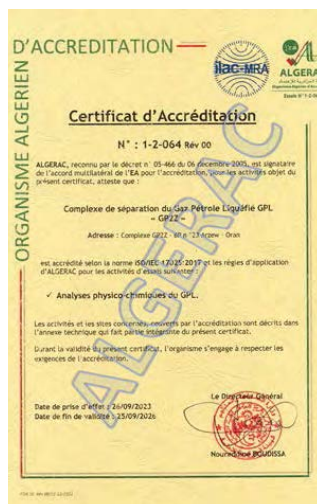 D'ACCREDITATION
ORGANISME ALGERIEN
ilac-MRA
ALGERAC
Certificat d'Accréditation
N° : 1-2-064 Rév 00
ALGERAC, reconnu par le décret n° 05-466 du 06 décembre 2005, est signataire
de l'accord multilatéral de l'EA pour l'accréditation, pour les activités objet du
présent certificat, atteste que :
Complexe de séparation du Gaz Pétrole Liquéfié GPL
– GP2Z –
Adresse : Complexe GP2Z - BP n °23 Arzew - Oran
est accrédité selon la norme ISO/IEC 17025:2017 et les règles d'application
d'ALGERAC pour les activités d'essais suivantes :
✓ Analyses physico-chimiques du GPL.
Les activités et les sites concernés, couverts par l'accréditation sont décrits dans
l'annexe technique qui fait partie intégrante du présent certificat.
Durant la validité du présent certificat, l'organisme s'engage à respecter les
exigences de l'accréditation.
Le Directeur Général
Date de prise d'effet : 26/09/2023
Date de fin de validité : 25/09/2026
Noureddine BOUDISSA